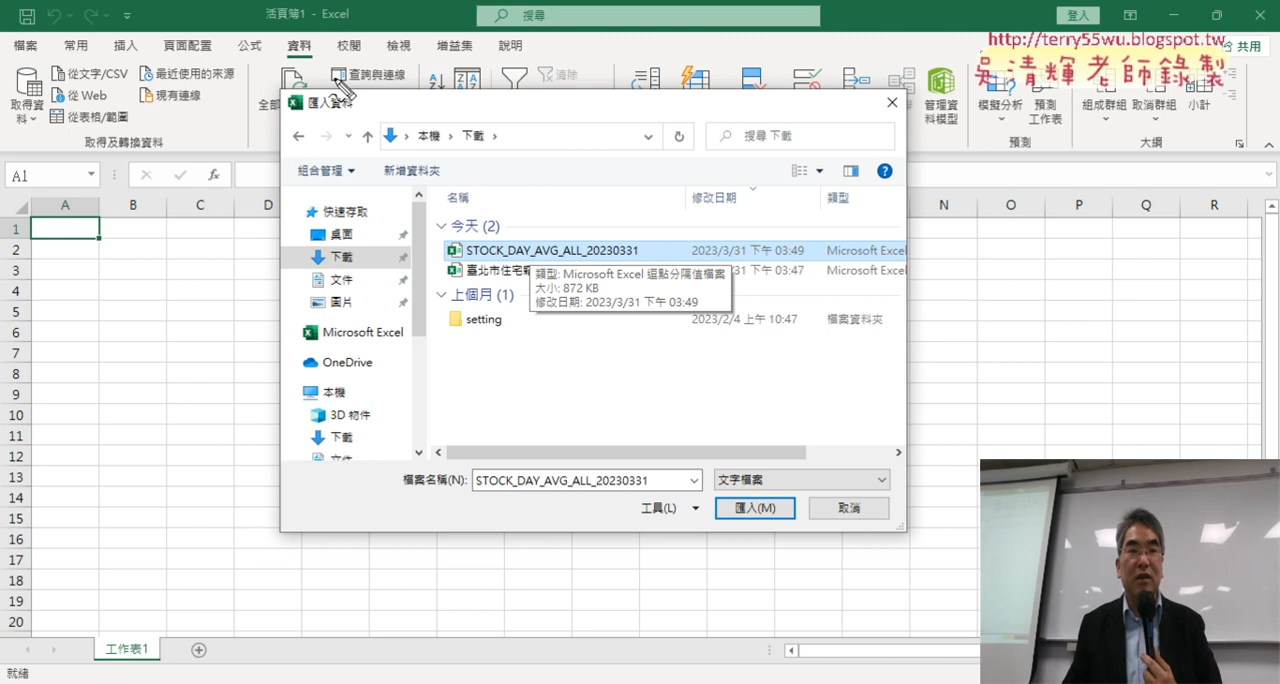 活頁簿1 - Excel
搜尋
登入
檔案 常用 插入 頁面配置 公式 資料 校閱 檢視 增益集 說明
http://terry55wu.blogspot.tw
共用
吳清輝老師錄製
從文字/CSV
最近使用的來源
從 Web
現有連線
從表格/範圍
取得資料
查詢與連線
清除
管理資料模型
模擬分析
預測工作表
組成群組 取消群組 小計
取得及轉換資料
預測
大綱
A1
fx
A B C D N O P Q R
1
2
3
4
5
6
7
8
9
10
11
12
13
14
15
16
17
18
19
20
匯入資料
本機 下載
搜尋 下載
組合管理
新增資料夾
快速存取
桌面
下載
文件
圖片
Microsoft Excel
OneDrive
本機
3D 物件
下載
文件
名稱 修改日期 類型
今天 (2)
STOCK_DAY_AVG_ALL_20230331 2023/3/31 下午 03:49 Microsoft Excel
臺北市住宅 3/31 下午 03:47 Microsoft Excel
類型: Microsoft Excel 逗點分隔值檔案
大小: 872 KB
修改日期: 2023/3/31 下午 03:49
上個月 (1)
setting 2023/2/4 上午 10:47 檔案資料夾
檔案名稱(N): STOCK_DAY_AVG_ALL_20230331
文字檔案
工具(L)
匯入(M)
取消
工作表1
就緒